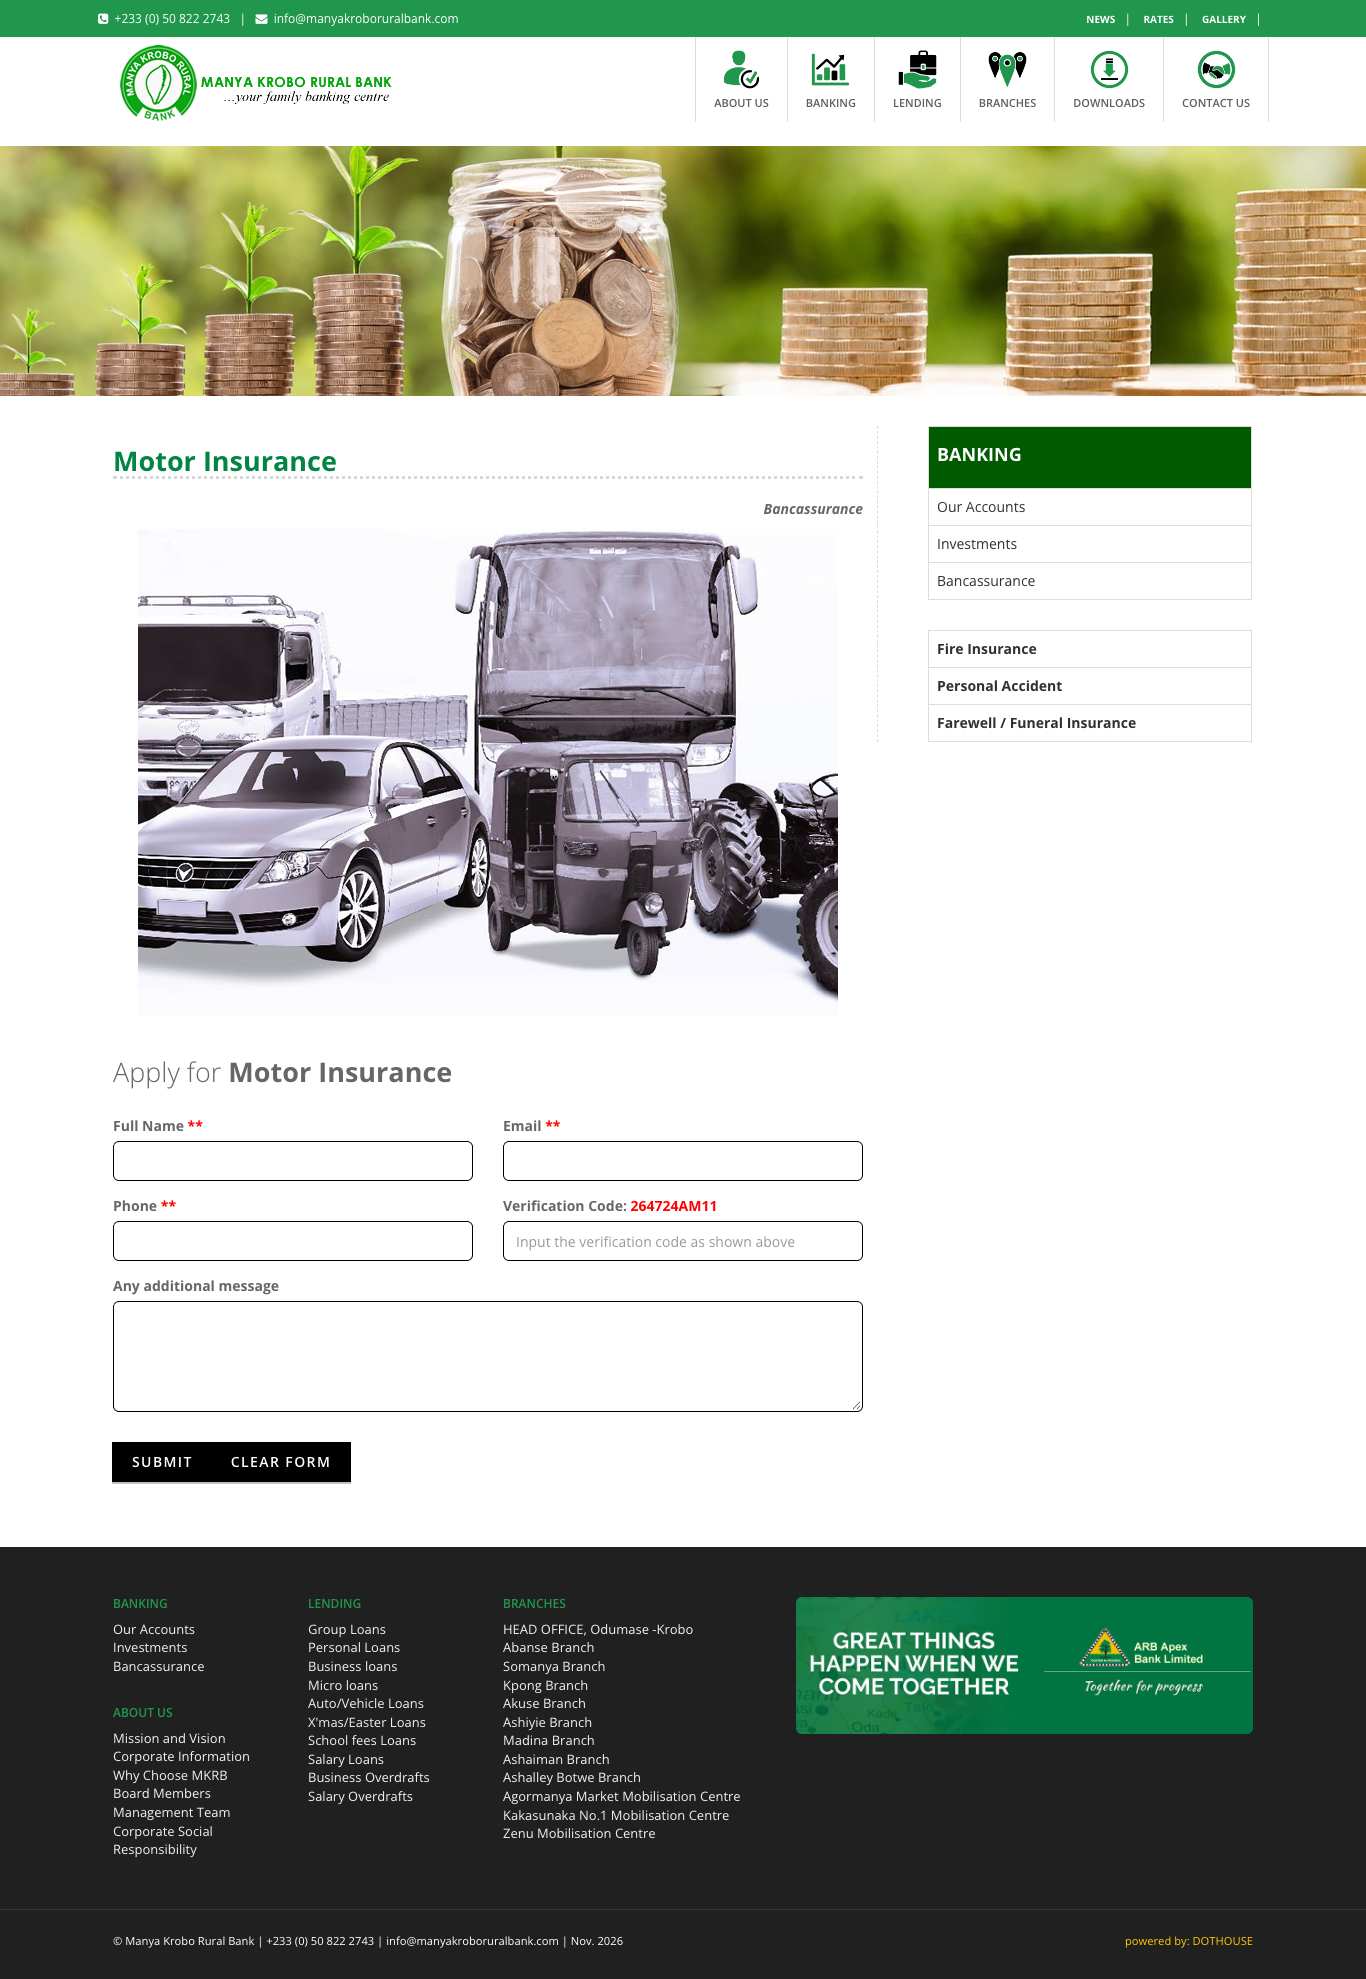 +233 (0) 50 822 2743 | info@manyakroboruralbank.com
NEWS | RATES | GALLERY |
MANYA KROBO RURAL
BANK
MANYA KROBO RURAL BANK
...your family banking centre
ABOUT US
BANKING
LENDING
BRANCHES
DOWNLOADS
CONTACT US
Motor Insurance
Bancassurance
BANKING
Our Accounts
Investments
Bancassurance
Fire Insurance
Personal Accident
Farewell / Funeral Insurance
Apply for Motor Insurance
Full Name **
Email **
Phone **
Verification Code: 264724AM11
Input the verification code as shown above
Any additional message
SUBMIT
CLEAR FORM
BANKING
Our Accounts
Investments
Bancassurance
ABOUT US
Mission and Vision
Corporate Information
Why Choose MKRB
Board Members
Management Team
Corporate Social
Responsibility
LENDING
Group Loans
Personal Loans
Business loans
Micro loans
Auto/Vehicle Loans
X'mas/Easter Loans
School fees Loans
Salary Loans
Business Overdrafts
Salary Overdrafts
BRANCHES
HEAD OFFICE, Odumase -Krobo
Abanse Branch
Somanya Branch
Kpong Branch
Akuse Branch
Ashiyie Branch
Madina Branch
Ashaiman Branch
Ashalley Botwe Branch
Agormanya Market Mobilisation Centre
Kakasunaka No.1 Mobilisation Centre
Zenu Mobilisation Centre
LAKE
GREAT THINGS
HAPPEN WHEN WE
COME TOGETHER
Oda
ARB Apex
Bank Limited
Together for progress
© Manya Krobo Rural Bank | +233 (0) 50 822 2743 | info@manyakroboruralbank.com | Nov. 2026
powered by: DOTHOUSE